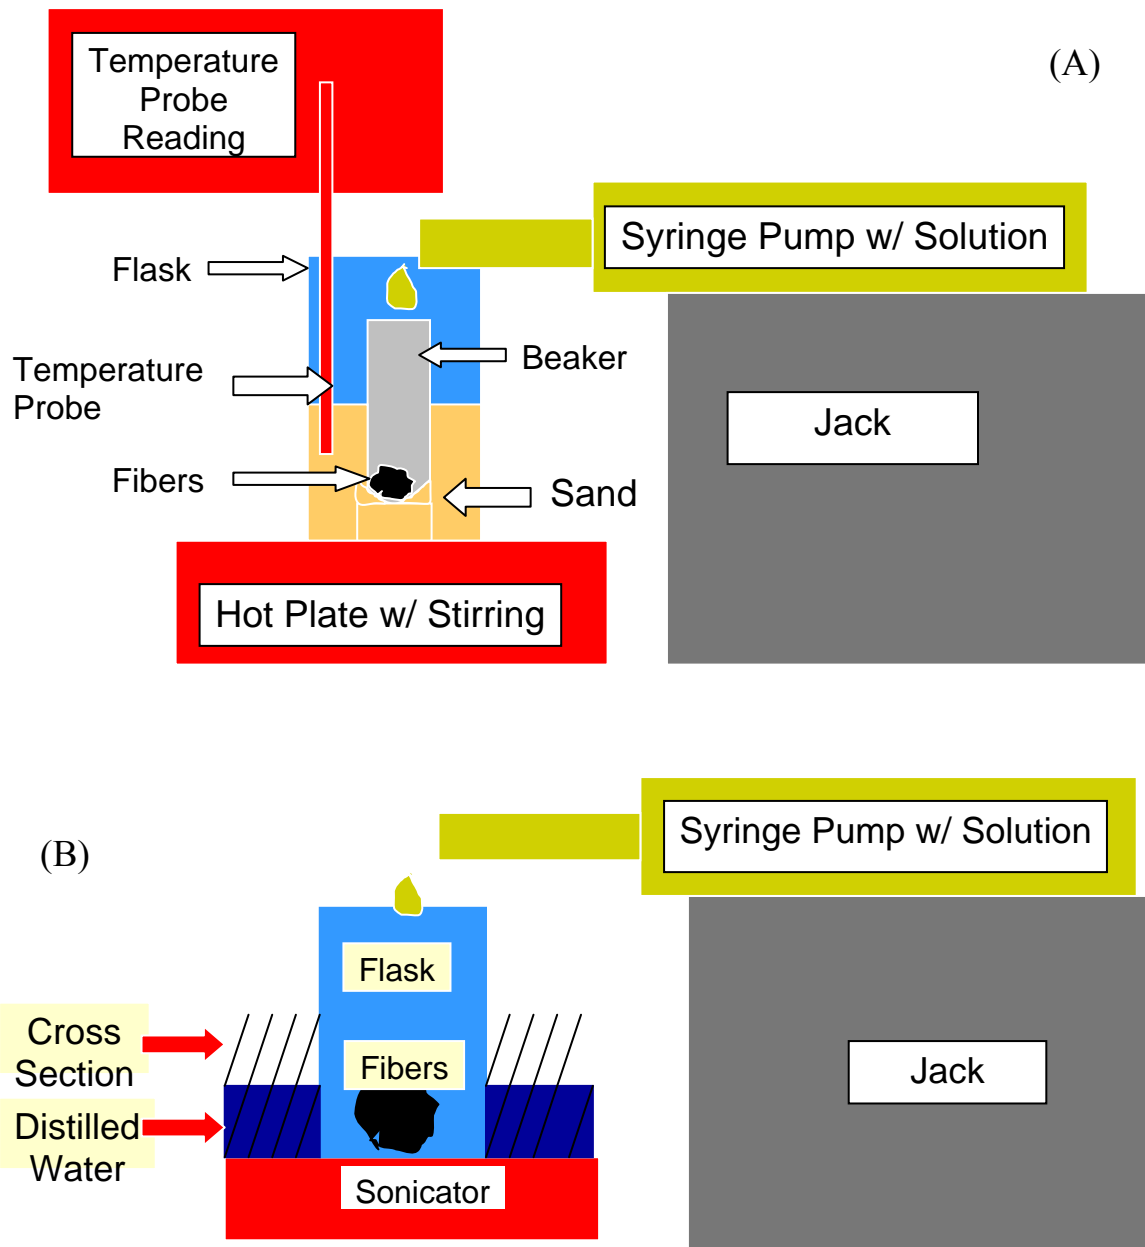 Temperature
Probe
Reading
(A)
Syringe Pump w/ Solution
Flask
Beaker
Temperature
Probe
Jack
Fibers
Sand
Hot Plate w/ Stirring
Syringe Pump w/ Solution
(B)
Flask
Cross
Section
Fibers
Jack
Distilled
Water
Sonicator